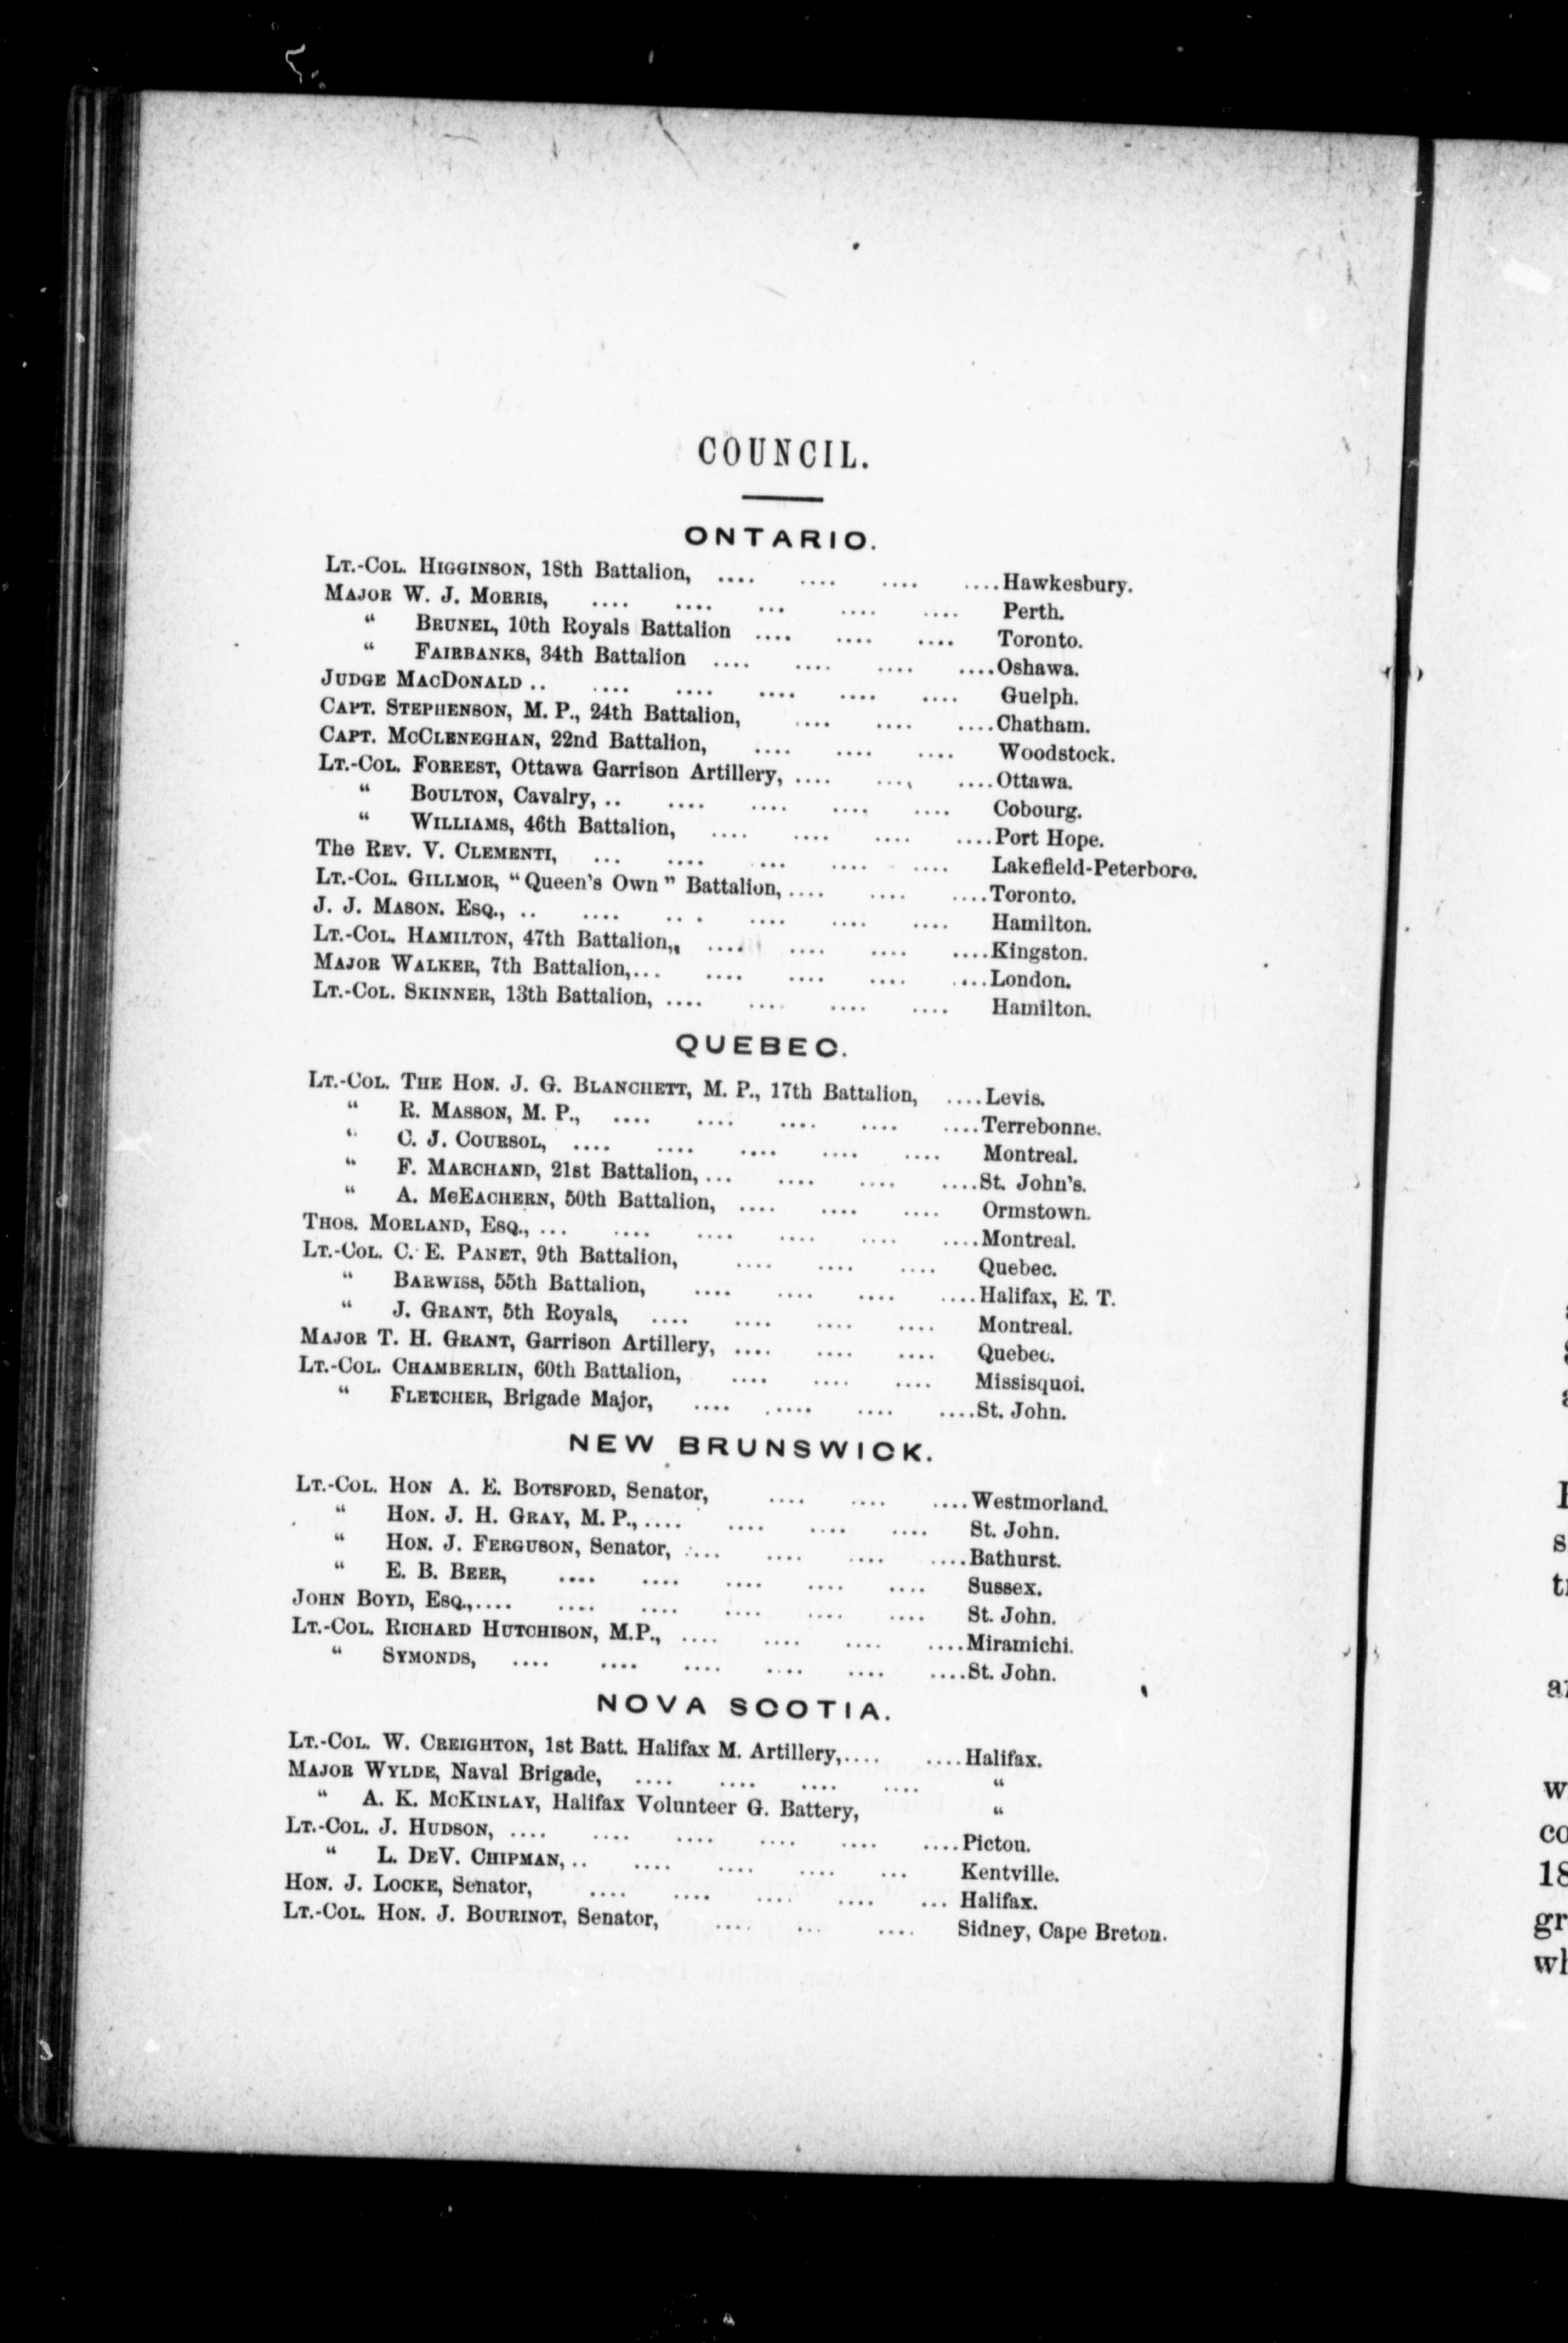 COUNCIL.
ONTARIO.
LT.-COL. HIGGINSON, 18th Battalion, .... .... .... ....Hawkesbury.
MAJOR W. J. MORRIS, .... .... ... .... .... Perth.
“ BRUNEL, 10th Royals Battalion .... .... .... Toronto.
“ FAIRBANKS, 34th Battalion .... .... .... ....Oshawa.
JUDGE MACDONALD .. .... .... .... .... .... Guelph.
CAPT. STEPHENSON, M. P., 24th Battalion, .... .... ....Chatham.
CAPT. MCCLENEGHAN, 22nd Battalion, .... .... .... Woodstock.
LT.-COL. FORREST, Ottawa Garrison Artillery, .... .... ....Ottawa.
“ BOULTON, Cavalry, .. .... .... .... .... Cobourg.
“ WILLIAMS, 46th Battalion, .... .... .... ....Port Hope.
The REV. V. CLEMENTI, ... .... ... .... .... Lakefield-Peterboro.
LT.-COL. GILLMOR, “Queen's Own” Battalion, .... .... ....Toronto.
J. J. MASON. ESQ., .. .... ... .... .... Hamilton.
LT.-COL. HAMILTON, 47th Battalion,, .... .... .... ....Kingston.
MAJOR WALKER, 7th Battalion,... .... .... .... ....London.
LT.-COL. SKINNER, 13th Battalion, .... .... .... .... Hamilton.
QUEBEC.
LT.-COL. THE HON. J. G. BLANCHETT, M. P., 17th Battalion, ....Levis.
“ R. MASSON, M. P., .... .... .... .... ....Terrebonne.
“ C. J. COURSOL, .... .... .... .... .... Montreal.
“ F. MARCHAND, 21st Battalion, ... .... .... ....St. John's.
“ A. McEACHERN, 50th Battalion, .... .... .... Ormstown.
THOS. MORLAND, ESQ., ... .... .... .... .... ....Montreal.
LT.-COL. C. E. PANET, 9th Battalion, .... .... .... Quebec.
“ BARWISS, 55th Battalion, .... .... .... ....Halifax, E. T.
“ J. GRANT, 5th Royals, .... .... .... .... Montreal.
MAJOR T. H. GRANT, Garrison Artillery, .... .... .... Quebec.
LT.-COL. CHAMBERLIN, 60th Battalion, .... .... .... Missisquoi.
“ FLETCHER, Brigade Major, .... .... .... ....St. John.
NEW BRUNSWICK.
LT.-COL. HON A. E. BOTSFORD, Senator, .... .... ....Westmorland.
“ HON. J. H. GRAY, M. P., .... .... .... .... St. John.
“ HON. J. FERGUSON, Senator, .... .... .... ....Bathurst.
“ E. B. BEER, .... .... .... .... .... Sussex.
JOHN BOYD, ESQ.,.... .... .... .... .... .... St. John.
LT.-COL. RICHARD HUTCHISON, M.P., .... .... .... ....Miramichi.
“ SYMONDS, .... .... .... .... .... ....St. John.
NOVA SCOTIA.
LT.-COL. W. CREIGHTON, 1st Batt. Halifax M. Artillery,.... ....Halifax.
MAJOR WYLDE, Naval Brigade, .... .... .... .... “
“ A. K. MCKINLAY, Halifax Volunteer G. Battery, “
LT.-COL. J. HUDSON, .... .... .... .... .... ....Pictou.
“ L. DEV. CHIPMAN, .. .... .... .... ... Kentville.
HON. J. LOCKE, Senator, .... .... .... .... ... Halifax.
LT.-COL. HON. J. BOURINOT, Senator, .... ... .... Sidney, Cape Breton.